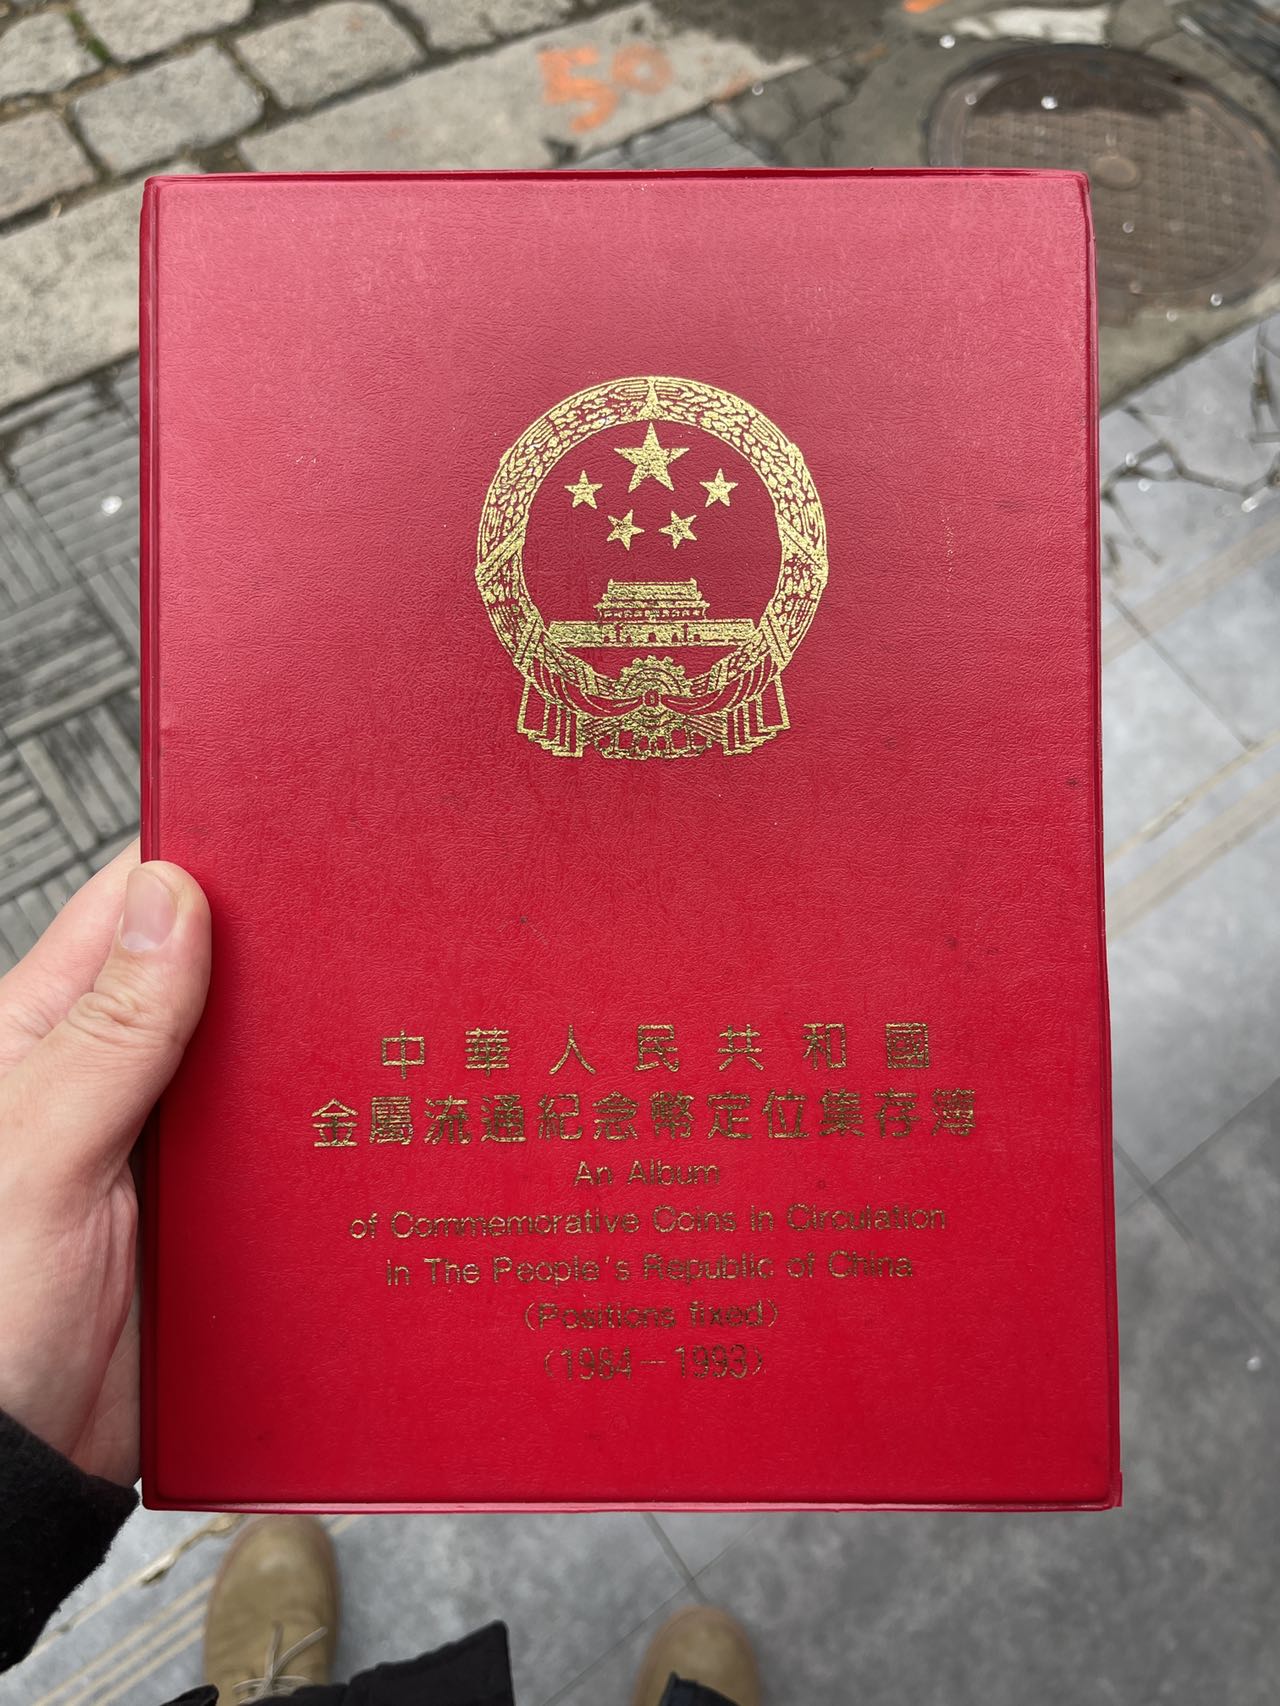 50
中華人民共和國
金屬流通紀念幣定位集存簿
An Album
of Commemorative Coins in Circulation
in The People's Republic of China
(Positions fixed)
(1984－1993)